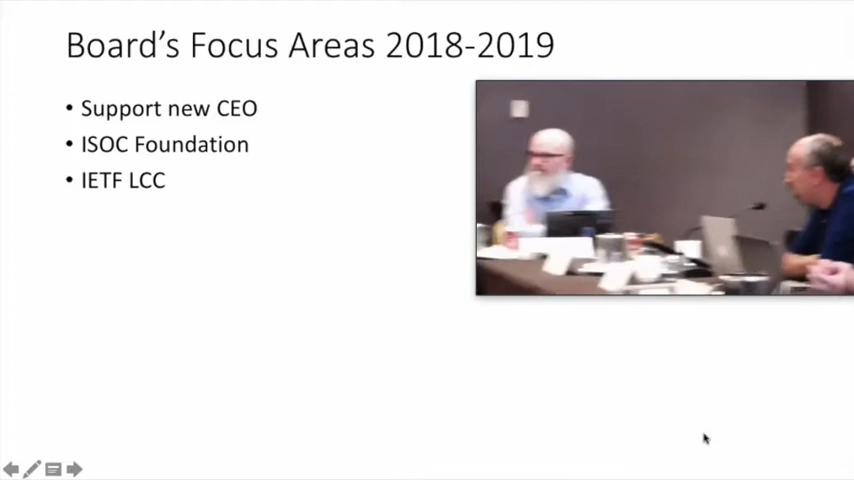 Board's Focus Areas 2018-2019
• Support new CEO
• ISOC Foundation
• IETF LCC